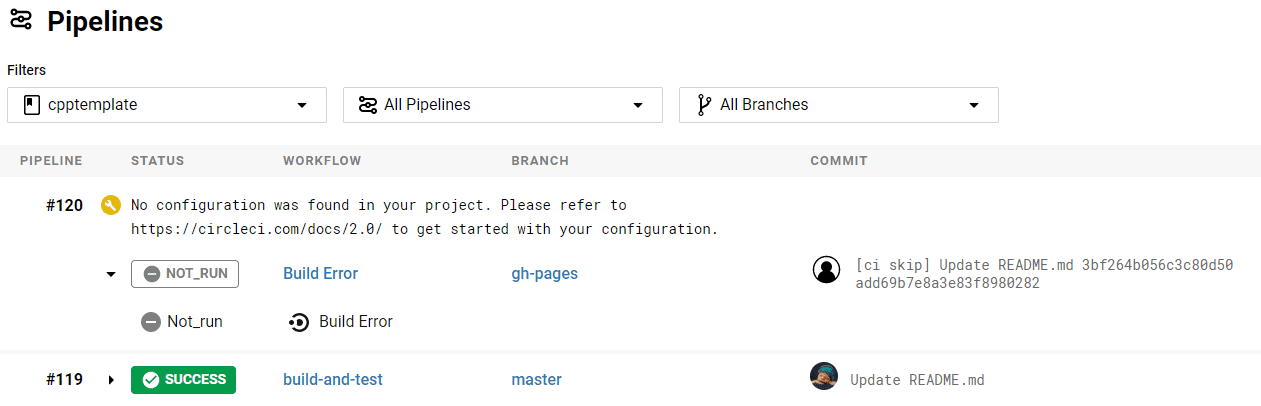 Pipelines
Filters
cpptemplate All Pipelines All Branches
PIPELINE STATUS WORKFLOW BRANCH COMMIT
#120 No configuration was found in your project. Please refer to
https://circleci.com/docs/2.0/ to get started with your configuration.
NOT_RUN Build Error gh-pages [ci skip] Update README.md 3bf264b056c3c80d50
add69b7e8a3e83f8980282
Not_run Build Error
#119 SUCCESS build-and-test master Update README.md